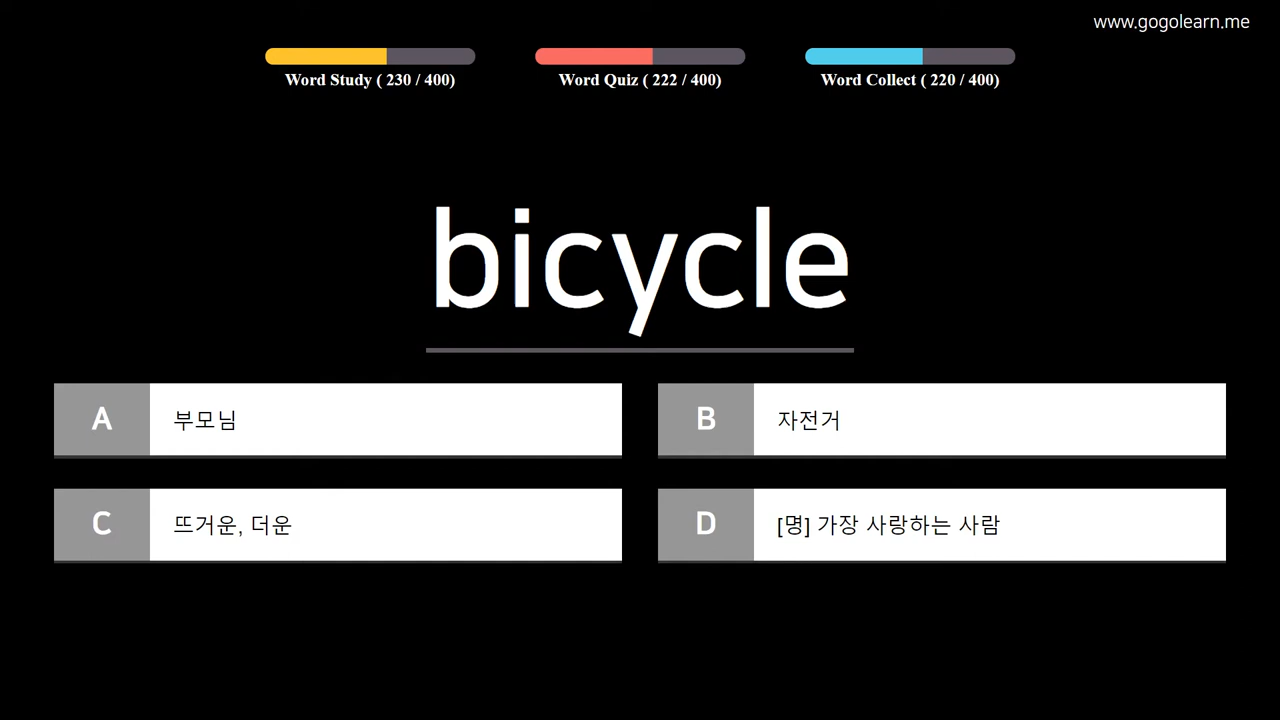 www.gogolearn.me
Word Study ( 230 / 400)
Word Quiz ( 222 / 400)
Word Collect ( 220 / 400)
bicycle
A 부모님
B 자전거
C 뜨거운, 더운
D [명] 가장 사랑하는 사람